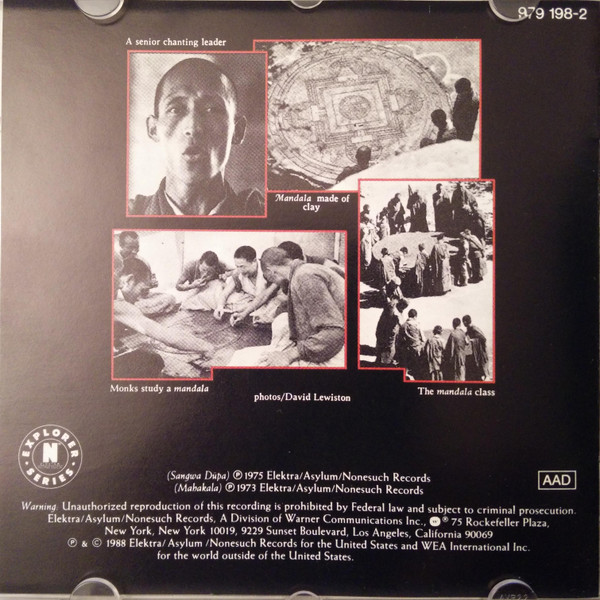 979 198-2
A senior chanting leader
Mandala made of
clay
Monks study a mandala
photos/David Lewiston
The mandala class
EXPLORER
N
SERIES
AAD
(Sangwa Düpa) ℗ 1975 Elektra/Asylum/Nonesuch Records
(Mahakala) ℗ 1973 Elektra/Asylum/Nonesuch Records
Warning: Unauthorized reproduction of this recording is prohibited by Federal law and subject to criminal prosecution.
Elektra/Asylum/Nonesuch Records, A Division of Warner Communications Inc., ® 75 Rockefeller Plaza,
New York, New York 10019, 9229 Sunset Boulevard, Los Angeles, California 90069
℗ & © 1988 Elektra/Asylum/Nonesuch Records for the United States and WEA International Inc.
for the world outside of the United States.